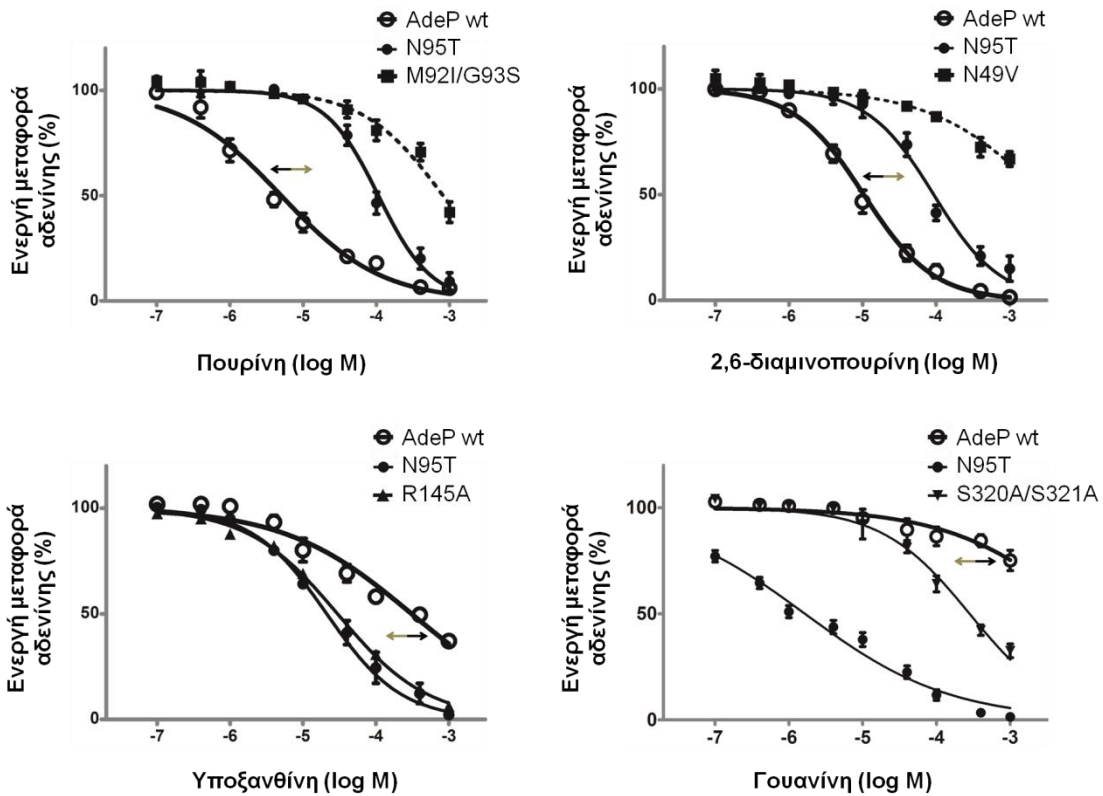 AdeP wt
N95T
M92I/G93S
Ενεργή μεταφορά
αδενίνης (%)
100
50
0
-7 -6 -5 -4 -3
Πουρίνη (log M)
AdeP wt
N95T
N49V
Ενεργή μεταφορά
αδενίνης (%)
100
50
0
-7 -6 -5 -4 -3
2,6-διαμινοπουρίνη (log M)
AdeP wt
N95T
R145A
Ενεργή μεταφορά
αδενίνης (%)
100
50
0
-7 -6 -5 -4 -3
Υποξανθίνη (log M)
AdeP wt
N95T
S320A/S321A
Ενεργή μεταφορά
αδενίνης (%)
100
50
0
-7 -6 -5 -4 -3
Γουανίνη (log M)